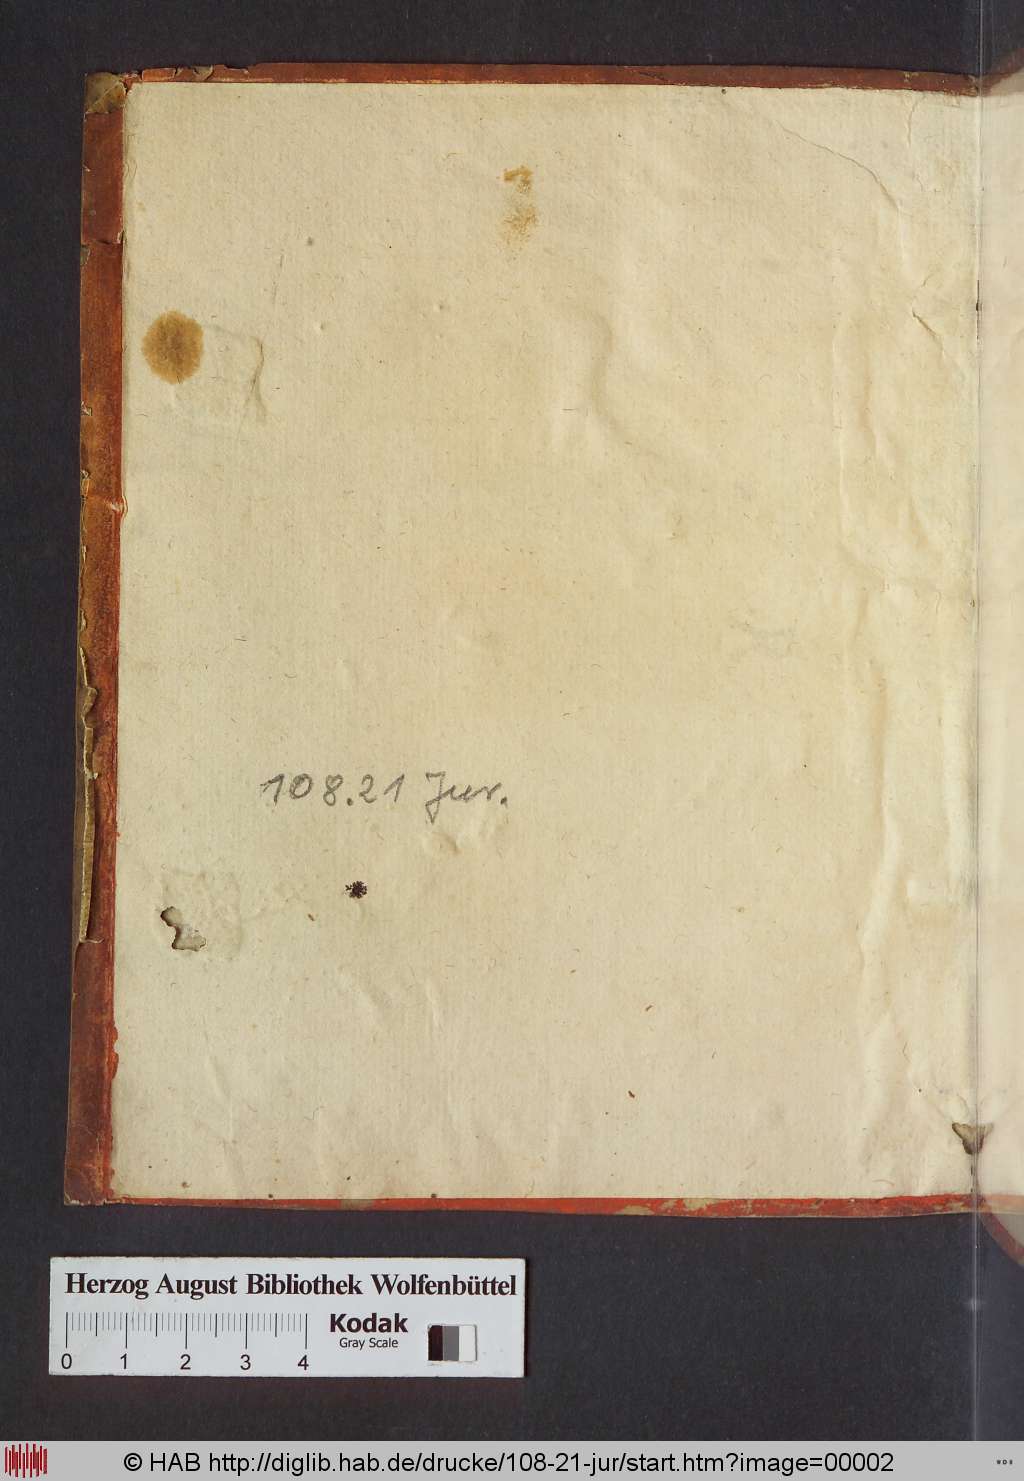 108.21 Jur.
Herzog August Bibliothek Wolfenbüttel
Kodak
Gray Scale
0 1 2 3 4
© HAB http://diglib.hab.de/drucke/108-21-jur/start.htm?image=00002